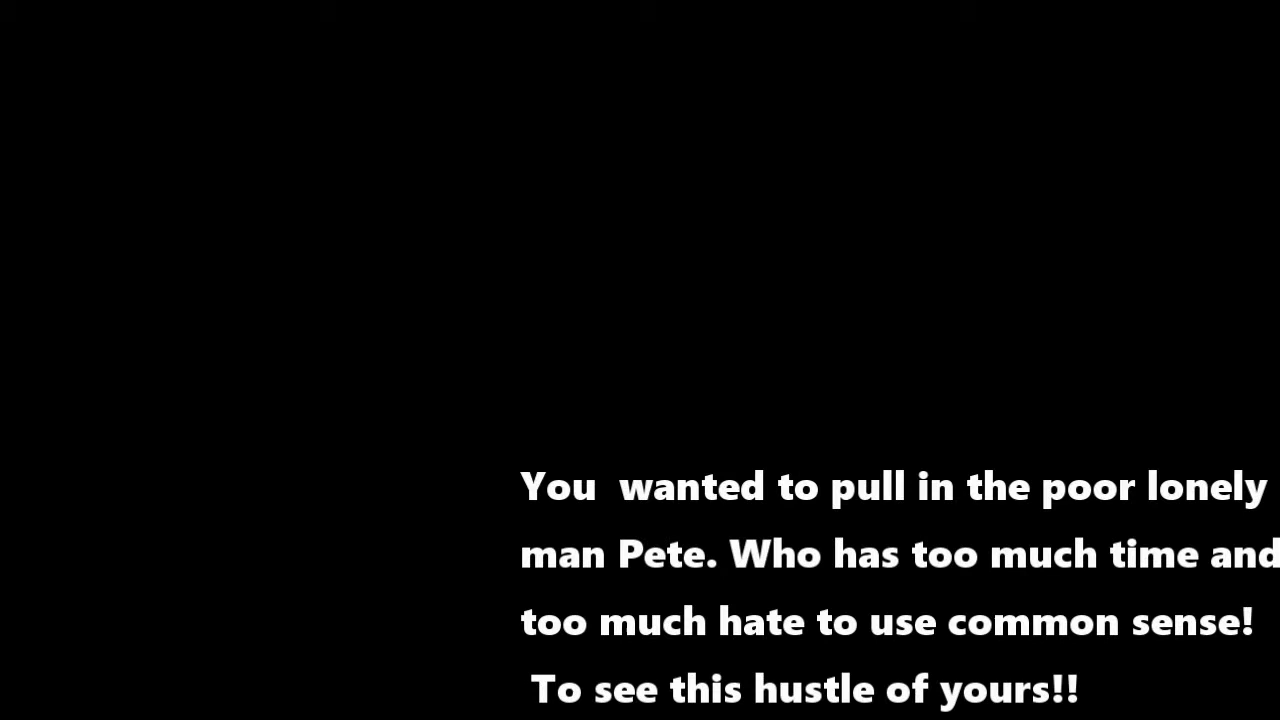 You  wanted to pull in the poor lonely
man Pete. Who has too much time and
too much hate to use common sense!
To see this hustle of yours!!